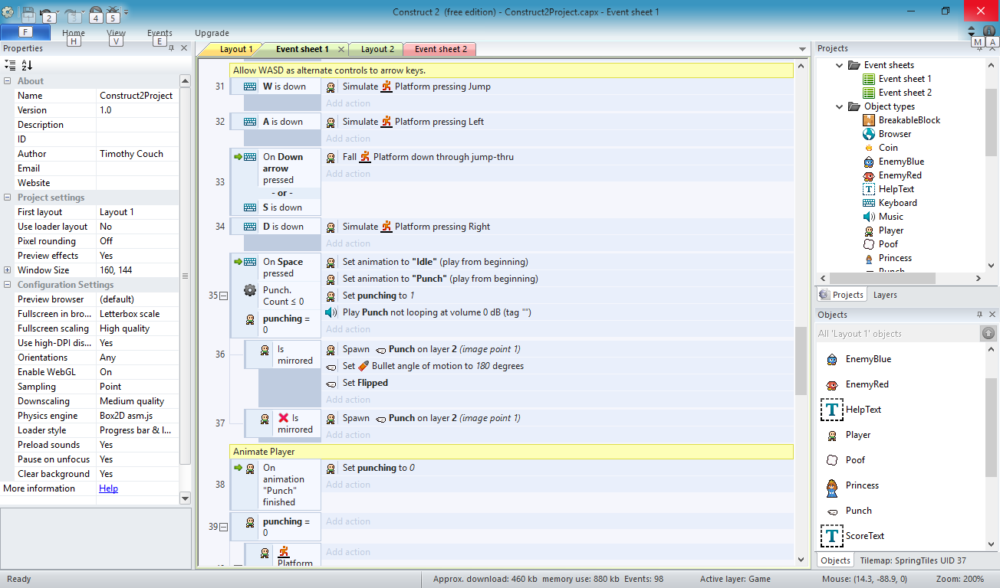 Construct 2 (free edition) - Construct2Project.capx - Event sheet 1
2 3 4 5
F Home View Events Upgrade
H V E M A
Properties
About
Name Construct2Project
Version 1.0
Description
ID
Author Timothy Couch
Email
Website
Project settings
First layout Layout 1
Use loader layout No
Pixel rounding Off
Preview effects Yes
Window Size 160, 144
Configuration Settings
Preview browser (default)
Fullscreen in bro... Letterbox scale
Fullscreen scaling High quality
Use high-DPI dis... Yes
Orientations Any
Enable WebGL On
Sampling Point
Downscaling Medium quality
Physics engine Box2D asm.js
Loader style Progress bar & l...
Preload sounds Yes
Pause on unfocus Yes
Clear background Yes
More information Help
Layout 1 Event sheet 1 Layout 2 Event sheet 2
Allow WASD as alternate controls to arrow keys.
31 W is down Simulate Platform pressing Jump
Add action
32 A is down Simulate Platform pressing Left
Add action
33 On Down arrow pressed Fall Platform down through jump-thru
Add action
- or -
S is down
34 D is down Simulate Platform pressing Right
Add action
35 On Space pressed Set animation to "Idle" (play from beginning)
Set animation to "Punch" (play from beginning)
Punch. Count ≤ 0 Set punching to 1
Play Punch not looping at volume 0 dB (tag "")
punching = 0 Add action
36 Is mirrored Spawn Punch on layer 2 (image point 1)
Set Bullet angle of motion to 180 degrees
Set Flipped
Add action
37 Is mirrored Spawn Punch on layer 2 (image point 1)
Add action
Animate Player
38 On animation "Punch" finished Set punching to 0
Add action
39 punching = 0 Add action
Platform Add action
Projects
Event sheets
Event sheet 1
Event sheet 2
Object types
BreakableBlock
Browser
Coin
EnemyBlue
EnemyRed
HelpText
Keyboard
Music
Player
Poof
Princess
Punch
Projects Layers
Objects
All 'Layout 1' objects
EnemyBlue
EnemyRed
T HelpText
Player
Poof
Princess
Punch
T ScoreText
Objects Tilemap: SpringTiles UID 37
Ready Approx. download: 460 kb memory use: 880 kb Events: 98 Active layer: Game Mouse: (14.3, -88.9, 0) Zoom: 200%